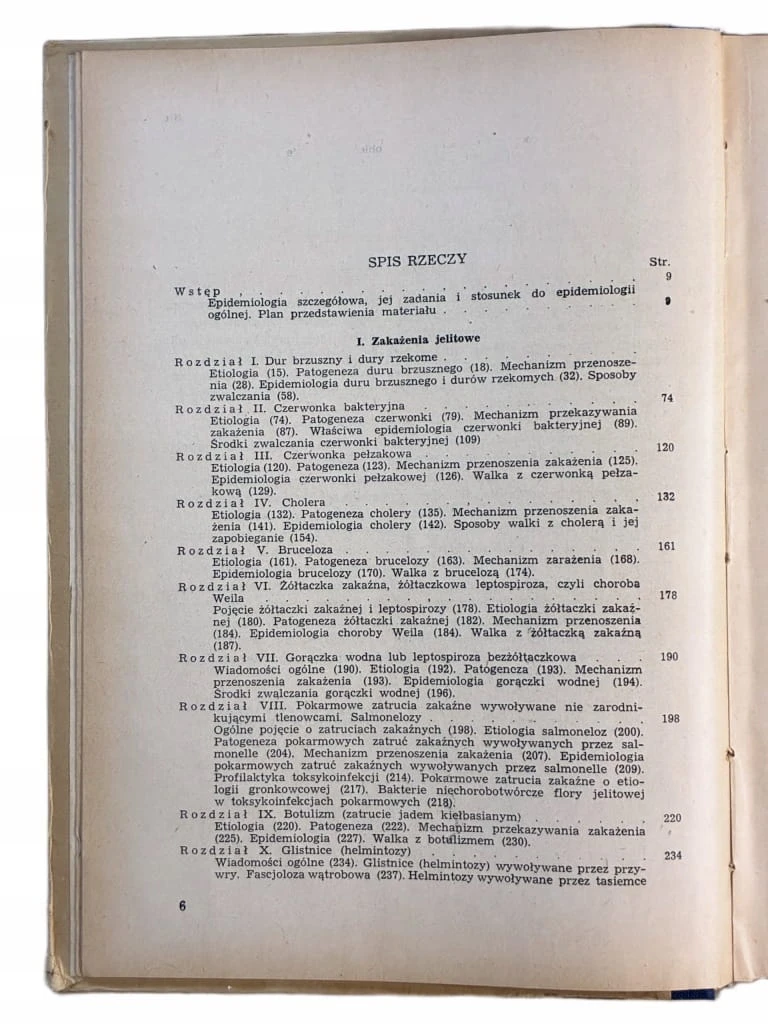 SPIS RZECZY
Str.
Wstęp . . . . . . . . . . . . . . . 9
Epidemiologia szczegółowa, jej zadania i stosunek do epidemiologii
ogólnej. Plan przedstawienia materiału . . . . . . . . 9
I. Zakażenia jelitowe
Rozdział I. Dur brzuszny i dury rzekome . . . . . . . .
Etiologia (15). Patogeneza duru brzusznego (18). Mechanizm przenosze-
nia (28). Epidemiologia duru brzusznego i durów rzekomych (32). Sposoby
zwalczania (58).
Rozdział II. Czerwonka bakteryjna . . . . . . . . . 74
Etiologia (74). Patogeneza czerwonki (79). Mechanizm przekazywania
zakażenia (87). Właściwa epidemiologia czerwonki bakteryjnej (89).
Środki zwalczania czerwonki bakteryjnej (109)
Rozdział III. Czerwonka pełzakowa . . . . . . . . . 120
Etiologia (120). Patogeneza (123). Mechanizm przenoszenia zakażenia (125).
Epidemiologia czerwonki pełzakowej (126). Walka z czerwonką pełza-
kową (129).
Rozdział IV. Cholera . . . . . . . . . . . . 132
Etiologia (132). Patogeneza cholery (135). Mechanizm przenoszenia zaka-
żenia (141). Epidemiologia cholery (142). Sposoby walki z cholerą i jej
zapobieganie (154).
Rozdział V. Bruceloza . . . . . . . . . . . . 161
Etiologia (161). Patogeneza brucelozy (163). Mechanizm zarażenia (168).
Epidemiologia brucelozy (170). Walka z brucelozą (174).
Rozdział VI. Żółtaczka zakaźna, żółtaczkowa leptospiroza, czyli choroba
Weila . . . . . . . . . . . . . . . 178
Pojęcie żółtaczki zakaźnej i leptospirozy (178). Etiologia żółtaczki zakaź-
nej (180). Patogeneza żółtaczki zakaźnej (182). Mechanizm przenoszenia
(184). Epidemiologia choroby Weila (184). Walka z żółtaczką zakaźną
(187).
Rozdział VII. Gorączka wodna lub leptospiroza bezżółtaczkowa . . . 190
Wiadomości ogólne (190). Etiologia (192). Patogeneza (193). Mechanizm
przenoszenia zakażenia (193). Epidemiologia gorączki wodnej (194).
Środki zwalczania gorączki wodnej (196).
Rozdział VIII. Pokarmowe zatrucia zakaźne wywoływane nie zarodni-
kującymi tlenowcami. Salmonelozy . . . . . . . . . 198
Ogólne pojęcie o zatruciach zakaźnych (198). Etiologia salmoneloz (200).
Patogeneza pokarmowych zatruć zakaźnych wywoływanych przez sal-
monelle (204). Mechanizm przenoszenia zakażenia (207). Epidemiologia
pokarmowych zatruć zakaźnych wywoływanych przez salmonelle (209).
Profilaktyka toksykoinfekcji (214). Pokarmowe zatrucia zakaźne o etio-
logii gronkowcowej (217). Bakterie niechorobotwórcze flory jelitowej
w toksykoinfekcjach pokarmowych (218).
Rozdział IX. Botulizm (zatrucie jadem kiełbasianym) . . . . . 220
Etiologia (220). Patogeneza (222). Mechanizm przekazywania zakażenia
(225). Epidemiologia (227). Walka z botulizmem (230).
Rozdział X. Glistnice (helmintozy) . . . . . . . . . 234
Wiadomości ogólne (234). Glistnice (helmintozy) wywoływane przez przy-
wry. Fascjoloza wątrobowa (237). Helmintozy wywoływane przez tasiemce
6